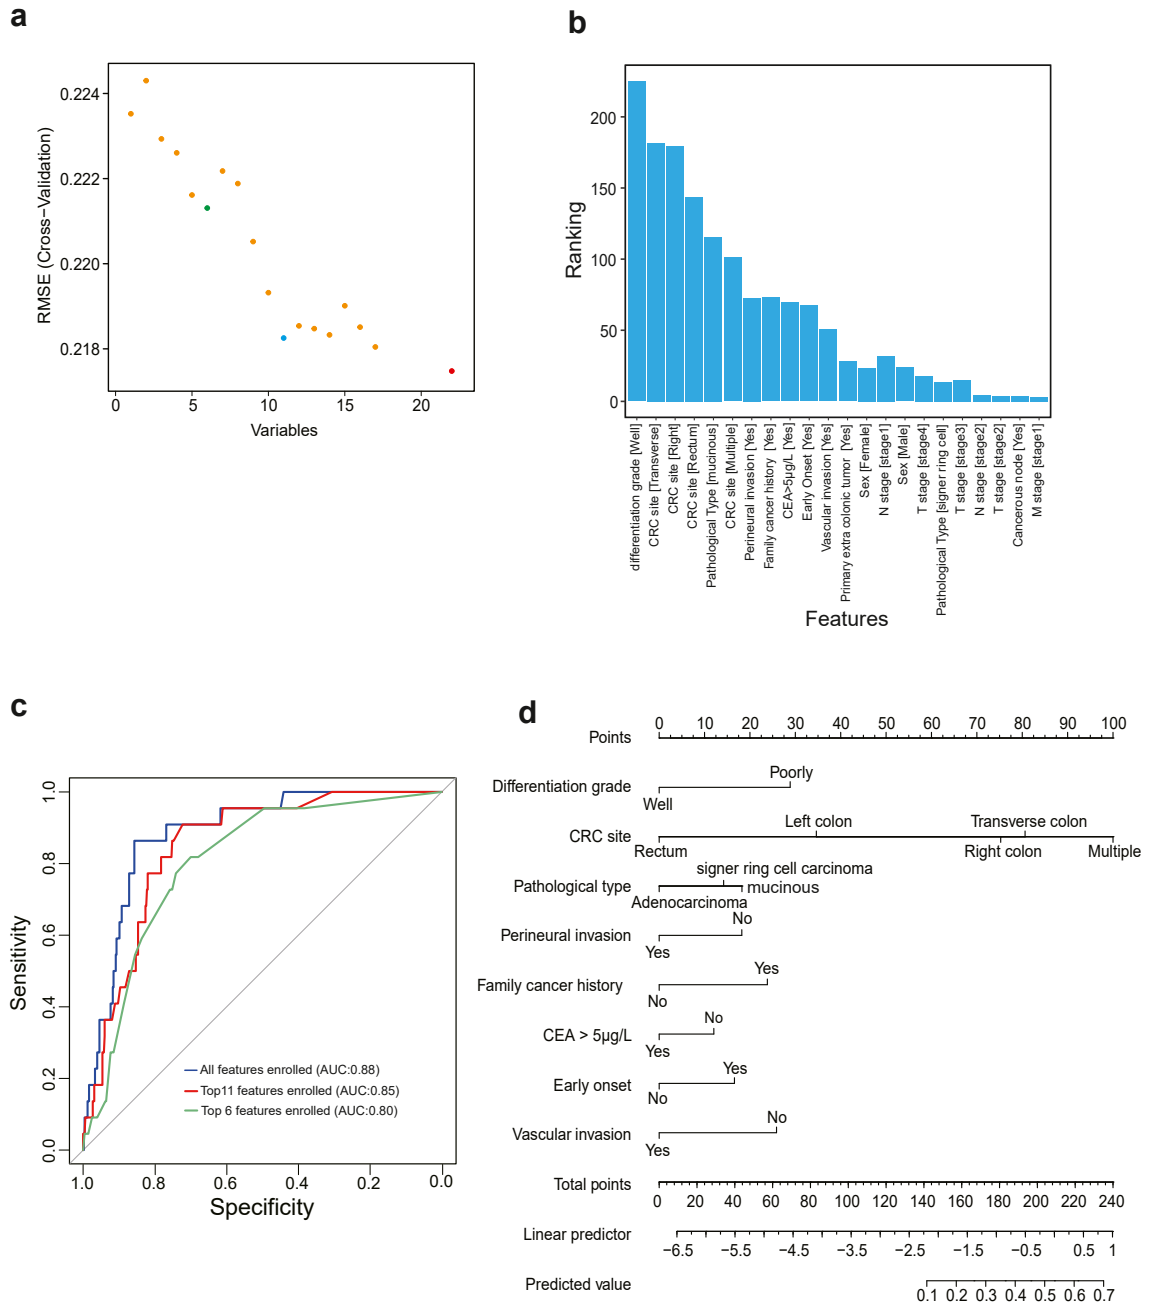 a
0.224
0.222
0.220
0.218
RMSE (Cross−Validation)
0 5 10 15 20
Variables
b
200
150
100
50
0
Ranking
differentiation grade [Well]
CRC site [Transverse]
CRC site [Right]
CRC site [Rectum]
Pathological Type [mucinous]
CRC site [Multiple]
Perineural invasion [Yes]
Family cancer history [Yes]
CEA>5μg/L [Yes]
Early Onset [Yes]
Vascular invasion [Yes]
Primary extra colonic tumor [Yes]
Sex [Female]
N stage [stage1]
Sex [Male]
T stage [stage4]
Pathological Type [signer ring cell]
T stage [stage3]
N stage [stage2]
T stage [stage2]
Cancerous node [Yes]
M stage [stage1]
Features
c
1.0
0.8
0.6
0.4
0.2
0.0
Sensitivity
All features enrolled (AUC:0.88)
Top11 features enrolled (AUC:0.85)
Top 6 features enrolled (AUC:0.80)
1.0 0.8 0.6 0.4 0.2 0.0
Specificity
d
0 10 20 30 40 50 60 70 80 90 100
Points
Poorly
Differentiation grade
Well
Left colon Transverse colon
CRC site
Rectum Right colon Multiple
signer ring cell carcinoma
Pathological type mucinous
Adenocarcinoma
No
Perineural invasion
Yes
Yes
Family cancer history
No
No
CEA > 5μg/L
Yes
Yes
Early onset
No
No
Vascular invasion
Yes
Total points
0 20 40 60 80 100 120 140 160 180 200 220 240
Linear predictor
−6.5 −5.5 −4.5 −3.5 −2.5 −1.5 −0.5 0.5 1
Predicted value
0.1 0.2 0.3 0.4 0.5 0.6 0.7